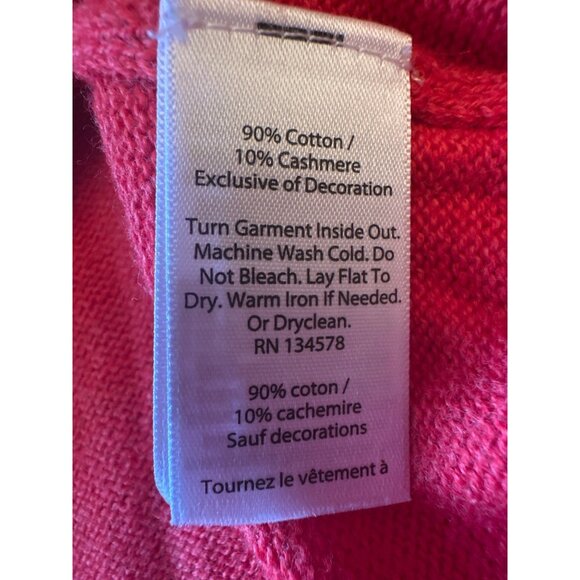 90% Cotton /
10% Cashmere
Exclusive of Decoration
Turn Garment Inside Out.
Machine Wash Cold. Do
Not Bleach. Lay Flat To
Dry. Warm Iron If Needed.
Or Dryclean.
RN 134578
90% coton /
10% cachemire
Sauf decorations
Tournez le vêtement à